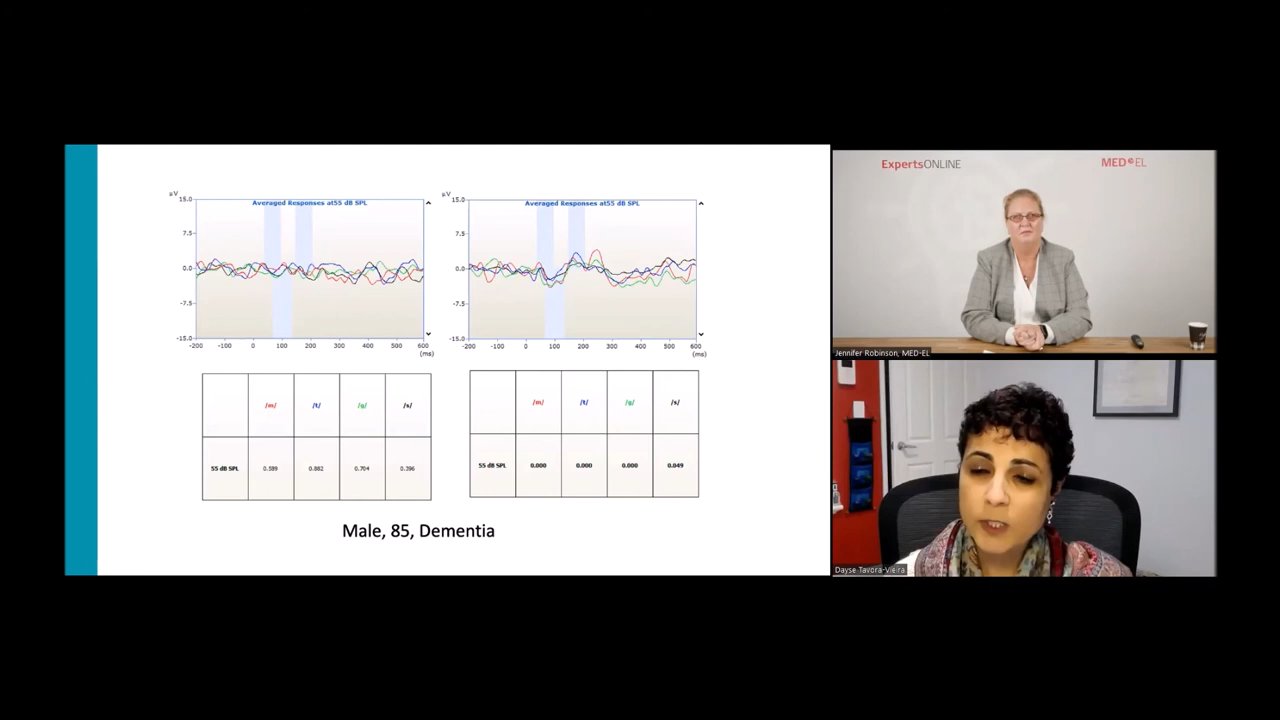 µV
15.0
Averaged Responses at55 dB SPL
7.5
0.0
-7.5
-15.0
-200 -100 0 100 200 300 400 500 600
(ms)
µV
15.0
Averaged Responses at55 dB SPL
7.5
0.0
-7.5
-15.0
-200 -100 0 100 200 300 400 500 600
(ms)
/m/ /t/ /g/ /s/
55 dB SPL 0.599 0.882 0.704 0.396
/m/ /t/ /g/ /s/
55 dB SPL 0.000 0.000 0.000 0.049
Male, 85, Dementia
ExpertsONLINE
MED EL
Jennifer Robinson, MED-EL
Dayse Tavora-Vieira